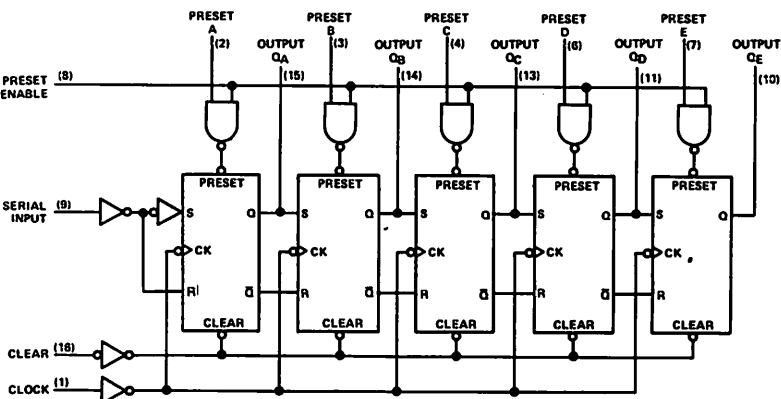 PRESET A (2)
OUTPUT QA (15)
PRESET B (3)
OUTPUT QB (14)
PRESET C (4)
OUTPUT QC (13)
PRESET D (6)
OUTPUT QD (11)
PRESET E (7)
OUTPUT QE (10)
PRESET ENABLE (8)
PRESET PRESET PRESET PRESET PRESET
SERIAL INPUT (9)
S Q S Q S Q S Q S Q
CK CK CK CK CK
R Q̅ R Q̅ R Q̅ R Q̅ R
CLEAR CLEAR CLEAR CLEAR CLEAR
CLEAR (16)
CLOCK (1)